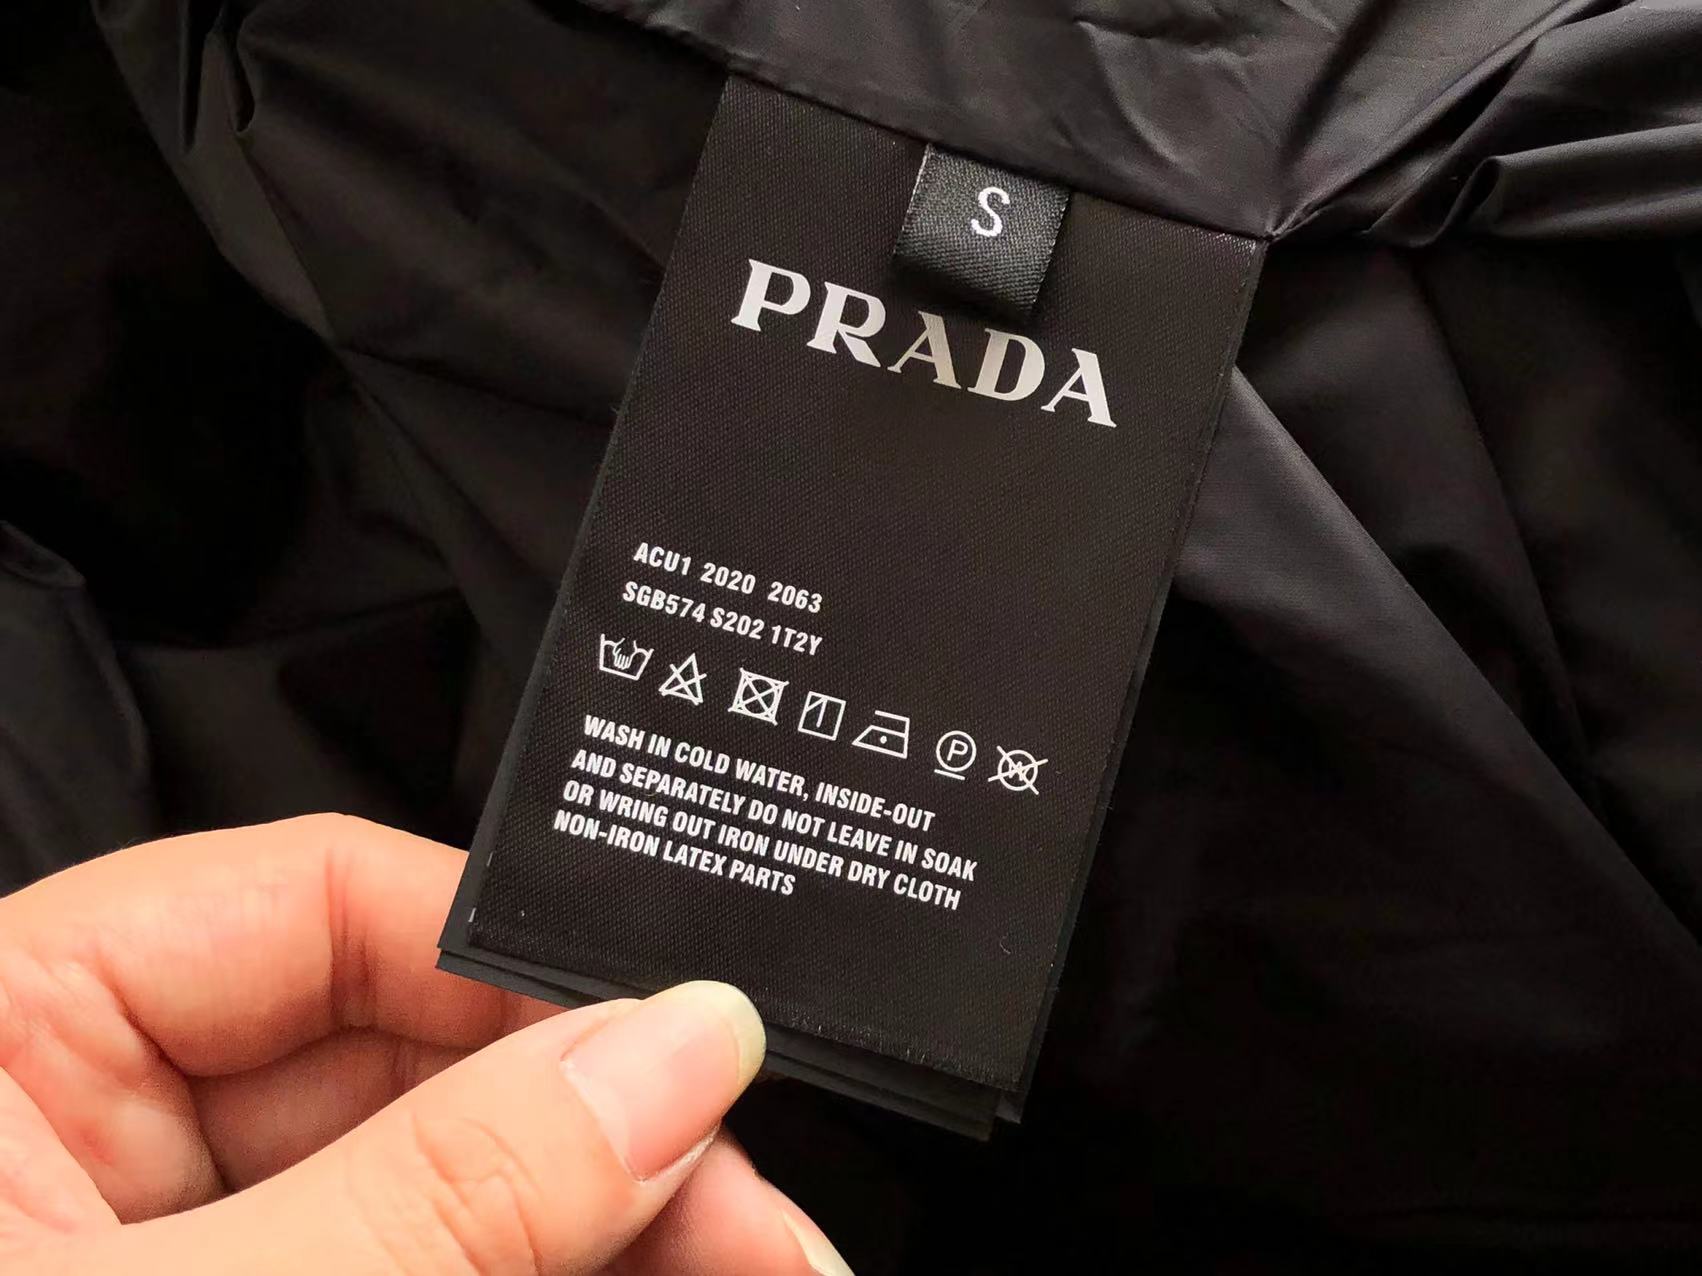 S
PRADA
ACU1 2020 2063
SGB574 S202 1T2Y
P
W
WASH IN COLD WATER, INSIDE-OUT
AND SEPARATELY DO NOT LEAVE IN SOAK
OR WRING OUT IRON UNDER DRY CLOTH
NON-IRON LATEX PARTS